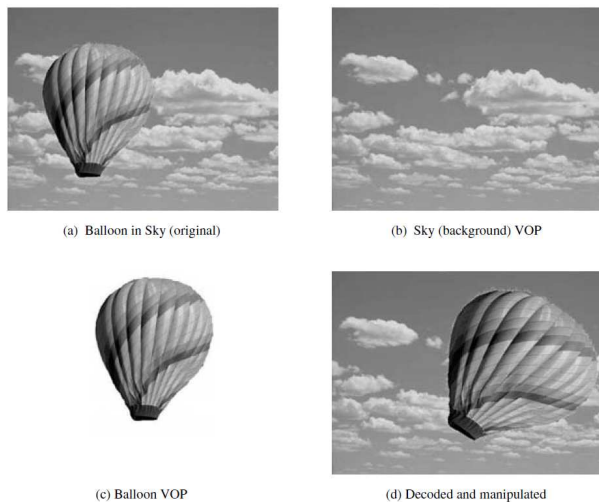 (a) Balloon in Sky (original)
(b) Sky (background) VOP
(c) Balloon VOP
(d) Decoded and manipulated